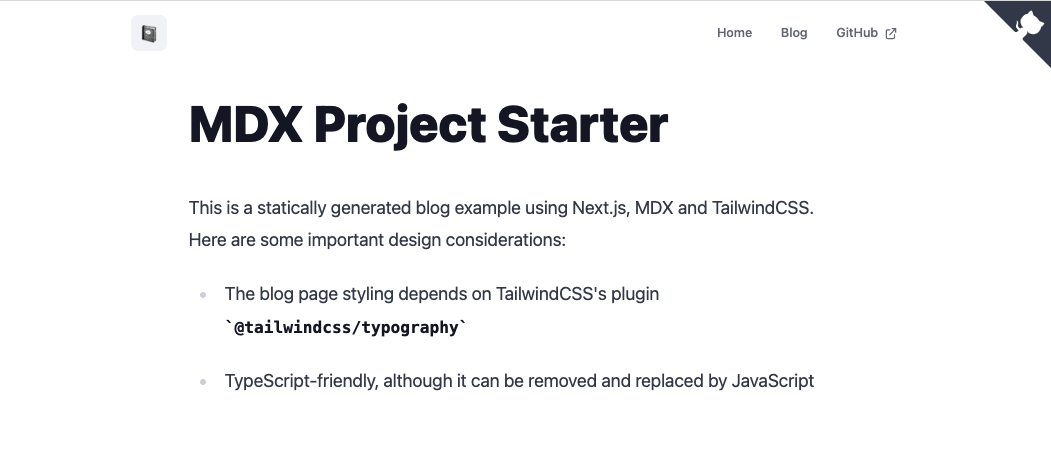 Home Blog GitHub
MDX Project Starter
This is a statically generated blog example using Next.js, MDX and TailwindCSS.
Here are some important design considerations:
The blog page styling depends on TailwindCSS's plugin
`@tailwindcss/typography`
TypeScript-friendly, although it can be removed and replaced by JavaScript